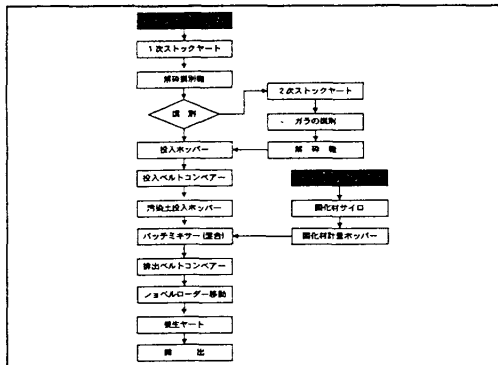 1次ストックヤート
解砕選別機
選 別
2次ストックヤート
ガラの選別
解 砕 機
投入ホッパー
投入ベルトコンベアー
汚染土投入ホッパー
固化材サイロ
バッチミキサー(混合)
固化材計量ホッパー
排出ベルトコンベアー
ショベルローダー移動
養生ヤート
搬 出